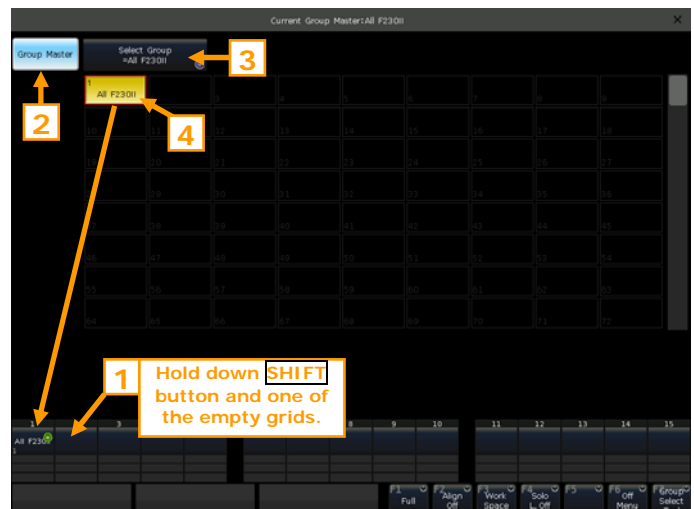 Current Group Master:All F230II
Group Master
Select Group
=All F230II
3
1
All F230II
3 4 5 6 7 8 9
2
4
10 11 12 13 14 15 16 17 18
19 20 21 22 23 24 25 26 27
29 30 31 32 33 34 35 36
38 39 40 41 42 43 44 45
46 47 48 49 50 51 52 53 54
55 56 57 58 59 60 61 62 63
64 65 66 67 68 69 70 71 72
1
Hold down SHIFT
button and one of
the empty grids.
1 3 8 9 10 11 12 13 14 15
All F230II
1
F1 Full
F2 Align Off
F3 Work Space
F4 Solo L. Off
F5
F6 Off Menu
Group Select